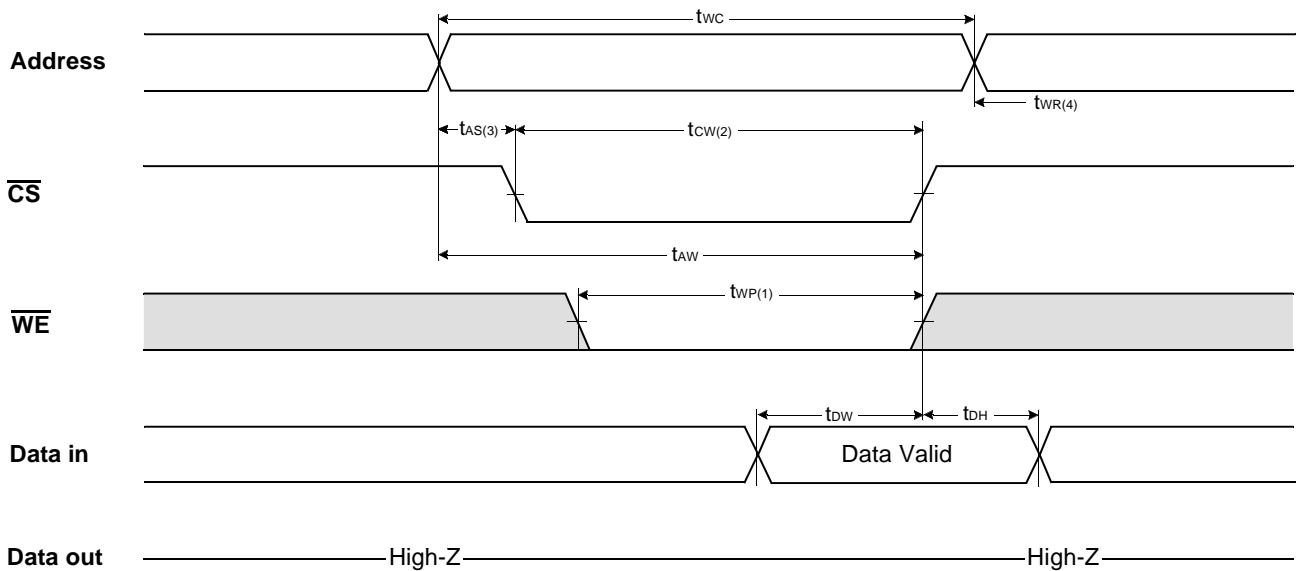 tWC
Address
tWR(4)
tAS(3)
tCW(2)
CS
tAW
tWP(1)
WE
tDW
tDH
Data in
Data Valid
Data out
High-Z
High-Z